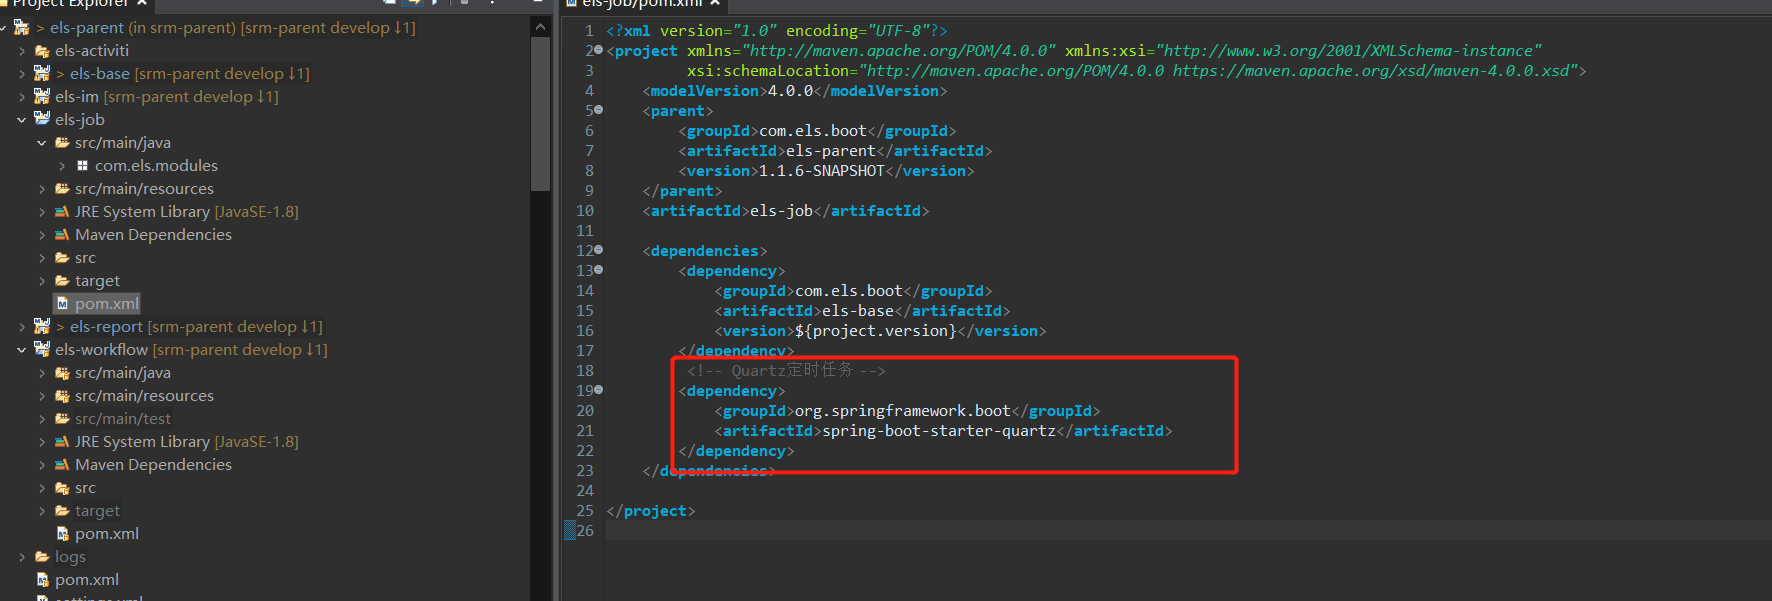 Project Explorer
els-parent (in srm-parent) [srm-parent develop ↓1]
els-activiti
els-base [srm-parent develop ↓1]
els-im [srm-parent develop ↓1]
els-job
src/main/java
com.els.modules
src/main/resources
JRE System Library [JavaSE-1.8]
Maven Dependencies
src
target
pom.xml
els-report [srm-parent develop ↓1]
els-workflow [srm-parent develop ↓1]
src/main/java
src/main/resources
src/main/test
JRE System Library [JavaSE-1.8]
Maven Dependencies
src
target
pom.xml
logs
pom.xml
settings.xml
els-job/pom.xml
1 <?xml version="1.0" encoding="UTF-8"?>
2 <project xmlns="http://maven.apache.org/POM/4.0.0" xmlns:xsi="http://www.w3.org/2001/XMLSchema-instance"
3 xsi:schemaLocation="http://maven.apache.org/POM/4.0.0 https://maven.apache.org/xsd/maven-4.0.0.xsd">
4 <modelVersion>4.0.0</modelVersion>
5 <parent>
6 <groupId>com.els.boot</groupId>
7 <artifactId>els-parent</artifactId>
8 <version>1.1.6-SNAPSHOT</version>
9 </parent>
10 <artifactId>els-job</artifactId>
11
12 <dependencies>
13 <dependency>
14 <groupId>com.els.boot</groupId>
15 <artifactId>els-base</artifactId>
16 <version>${project.version}</version>
17 </dependency>
18 <!-- Quartz定时任务 -->
19 <dependency>
20 <groupId>org.springframework.boot</groupId>
21 <artifactId>spring-boot-starter-quartz</artifactId>
22 </dependency>
23 </dependencies>
24
25 </project>
26